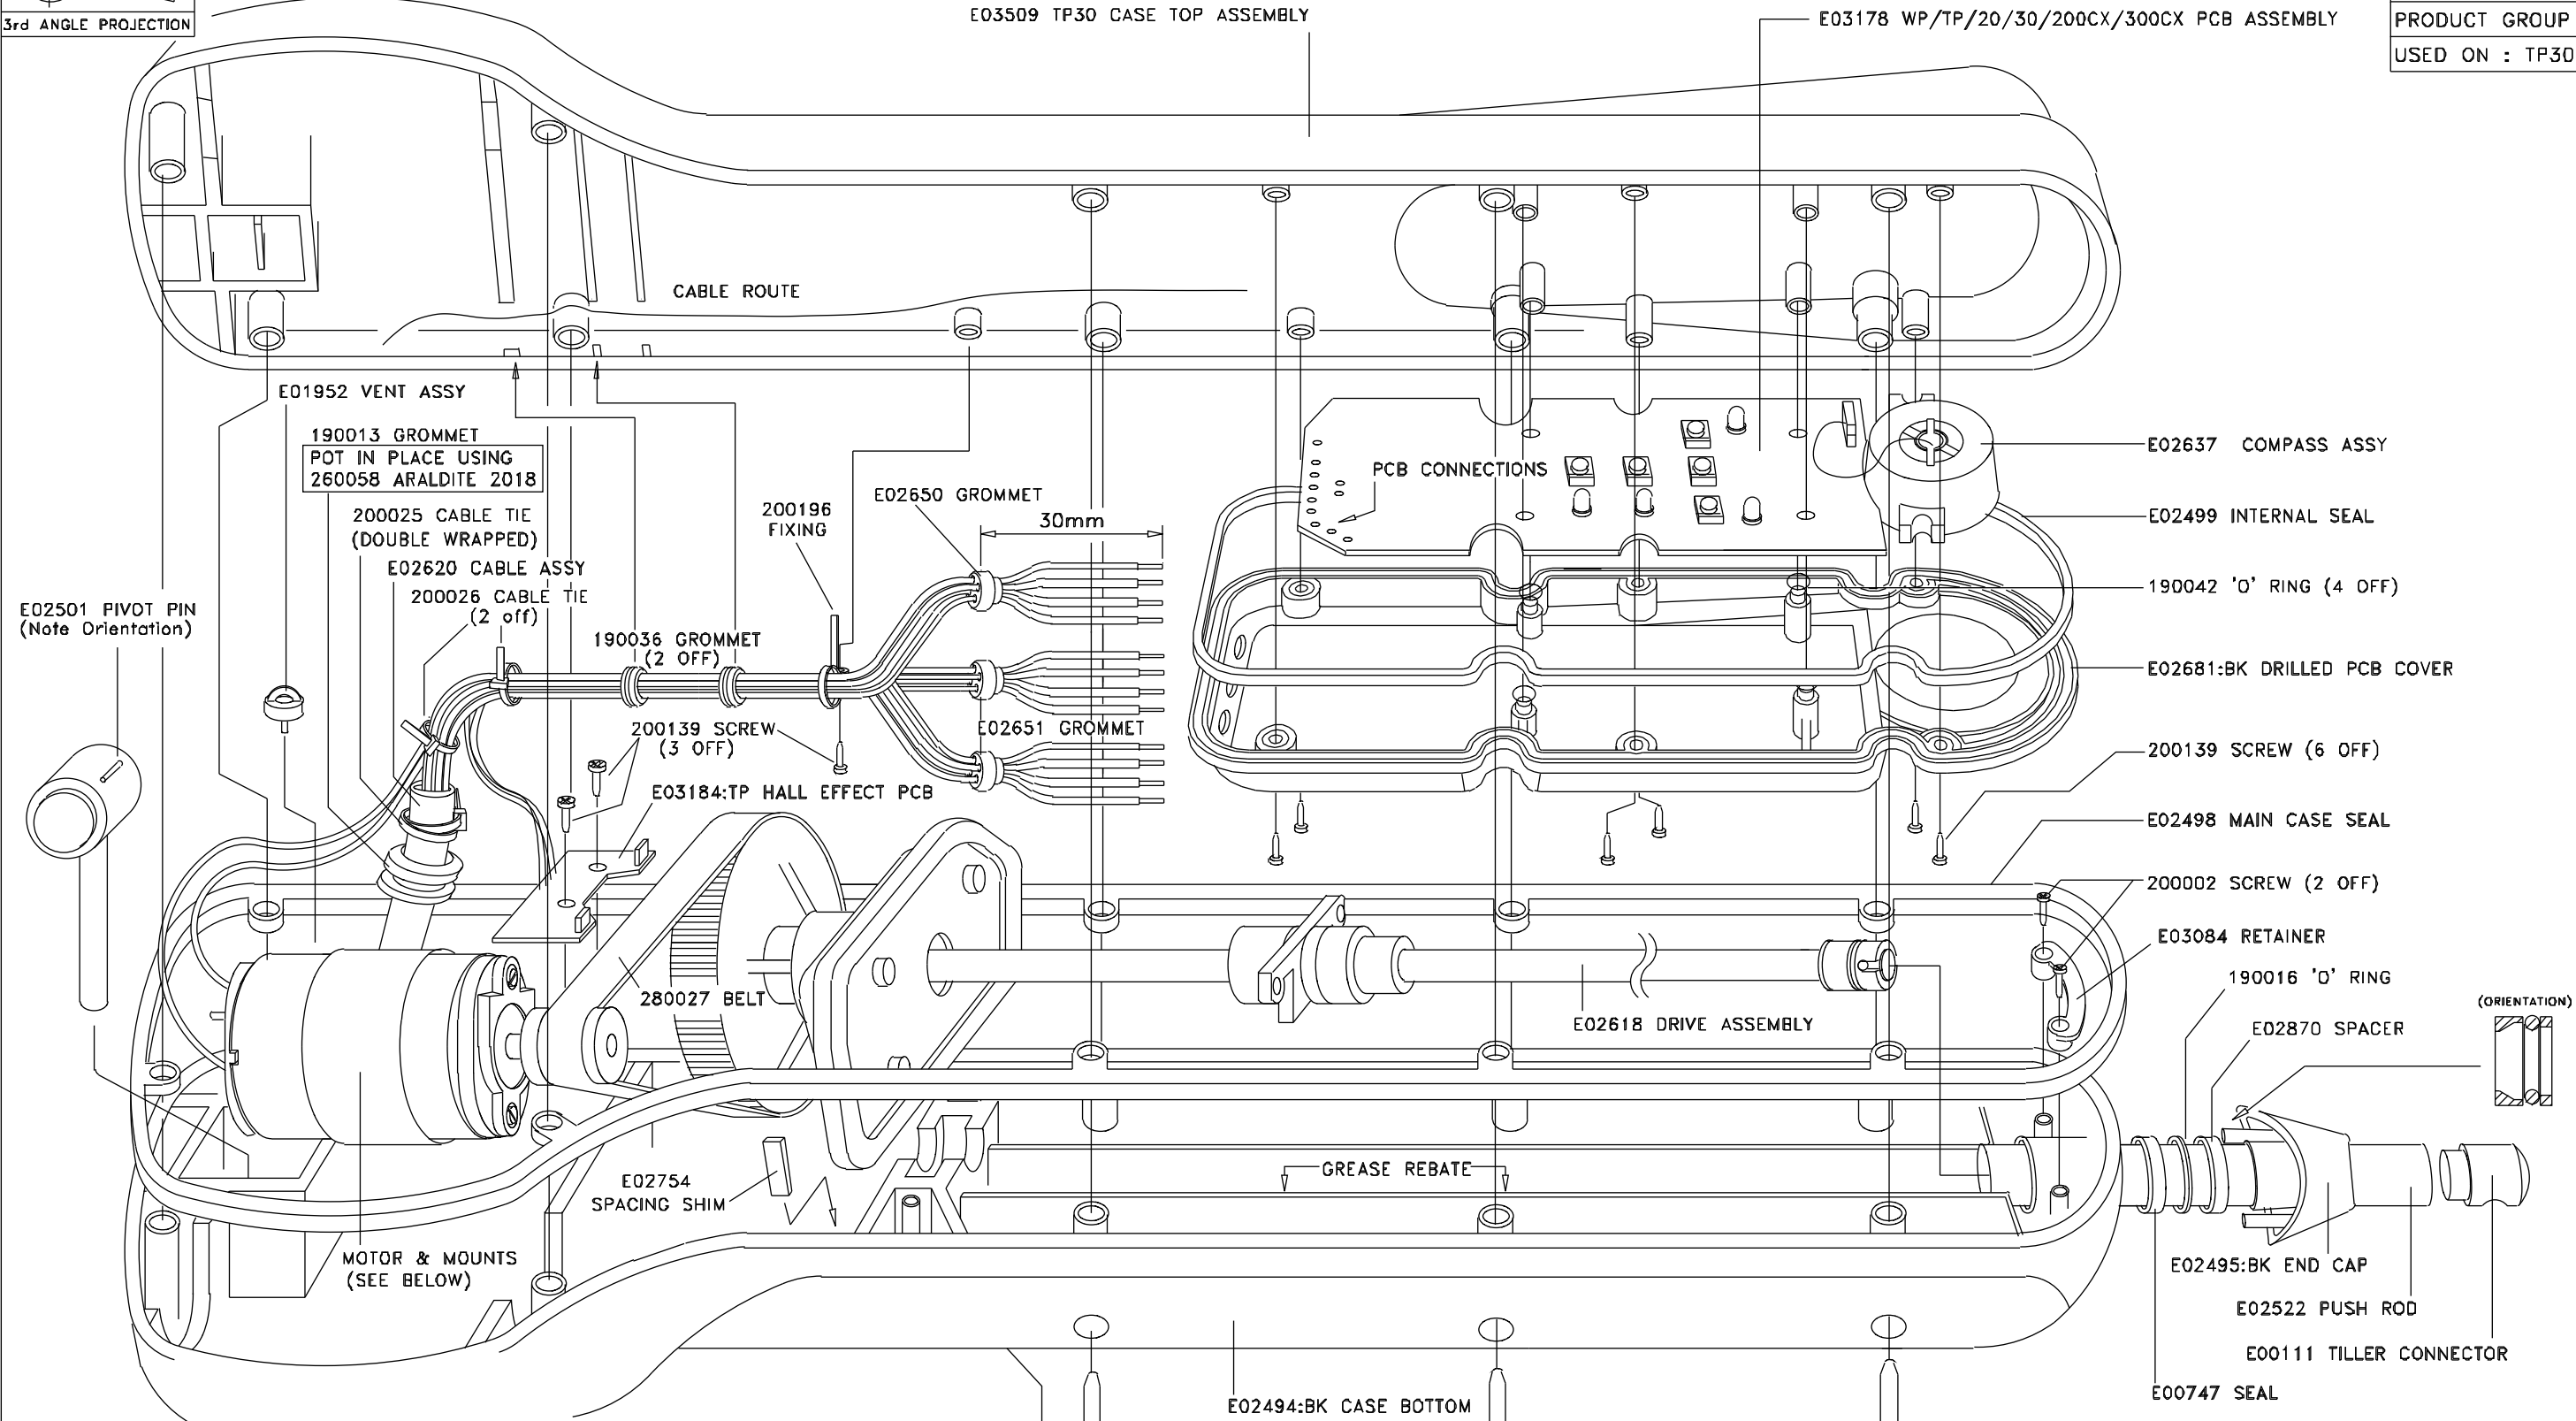 3rd ANGLE PROJECTION
E03509 TP30 CASE TOP ASSEMBLY
E03178 WP/TP/20/30/200CX/300CX PCB ASSEMBLY
PRODUCT GROUP
USED ON : TP30
CABLE ROUTE
E01952 VENT ASSY
190013 GROMMET
POT IN PLACE USING
260058 ARALDITE 2018
200025 CABLE TIE
(DOUBLE WRAPPED)
E02620 CABLE ASSY
200026 CABLE TIE
(2 off)
E02501 PIVOT PIN
(Note Orientation)
190036 GROMMET
(2 OFF)
200196
FIXING
E02650 GROMMET
30mm
PCB CONNECTIONS
E02637 COMPASS ASSY
E02499 INTERNAL SEAL
190042 'O' RING (4 OFF)
E02681:BK DRILLED PCB COVER
E02651 GROMMET
200139 SCREW
(3 OFF)
E03184:TP HALL EFFECT PCB
200139 SCREW (6 OFF)
E02498 MAIN CASE SEAL
200002 SCREW (2 OFF)
E03084 RETAINER
190016 'O' RING
(ORIENTATION)
E02870 SPACER
280027 BELT
E02618 DRIVE ASSEMBLY
GREASE REBATE
E02754
SPACING SHIM
MOTOR & MOUNTS
(SEE BELOW)
E02495:BK END CAP
E02522 PUSH ROD
E00111 TILLER CONNECTOR
E00747 SEAL
E02494:BK CASE BOTTOM